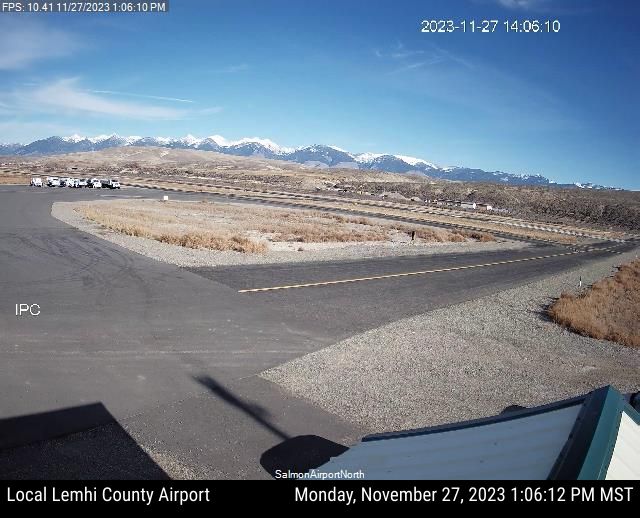 FPS: 10.41 11/27/2023 1:06:10 PM
2023-11-27 14:06:10
IPC
SalmonAirportNorth
Local Lemhi County Airport
Monday, November 27, 2023 1:06:12 PM MST